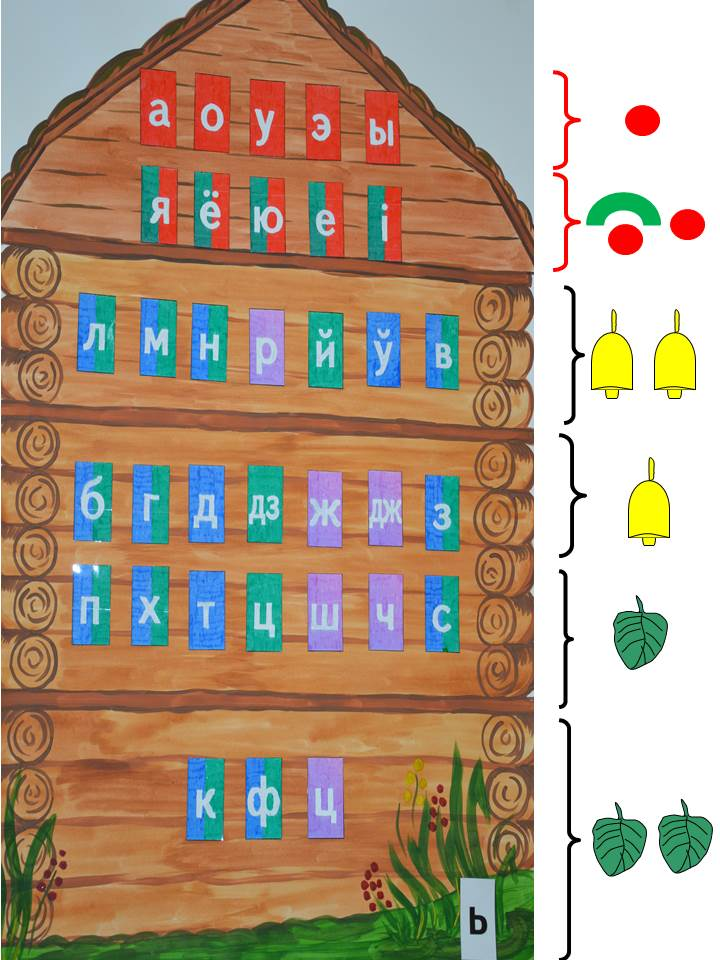 а о у э ы
я ё ю е і
л м н р й ў в
б г д дз ж дж з
п х т ц ш ч с
к ф ц
ь